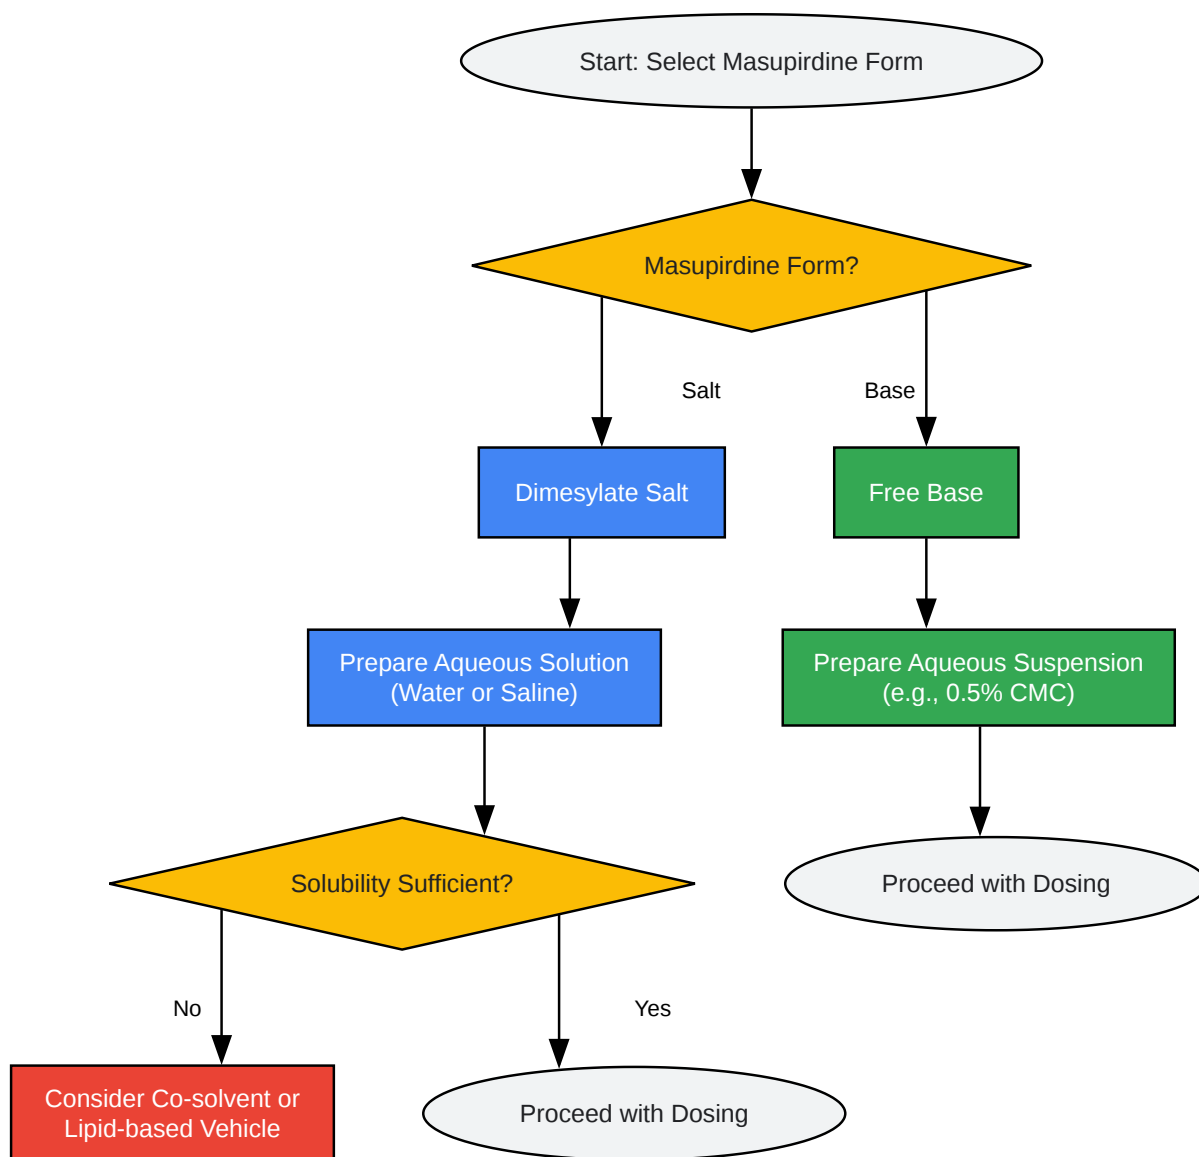 Start: Select Masupirdine Form
Masupirdine Form?
Salt
Base
Dimesylate Salt
Free Base
Prepare Aqueous Solution
(Water or Saline)
Prepare Aqueous Suspension
(e.g., 0.5% CMC)
Solubility Sufficient?
Proceed with Dosing
No
Yes
Consider Co-solvent or
Lipid-based Vehicle
Proceed with Dosing